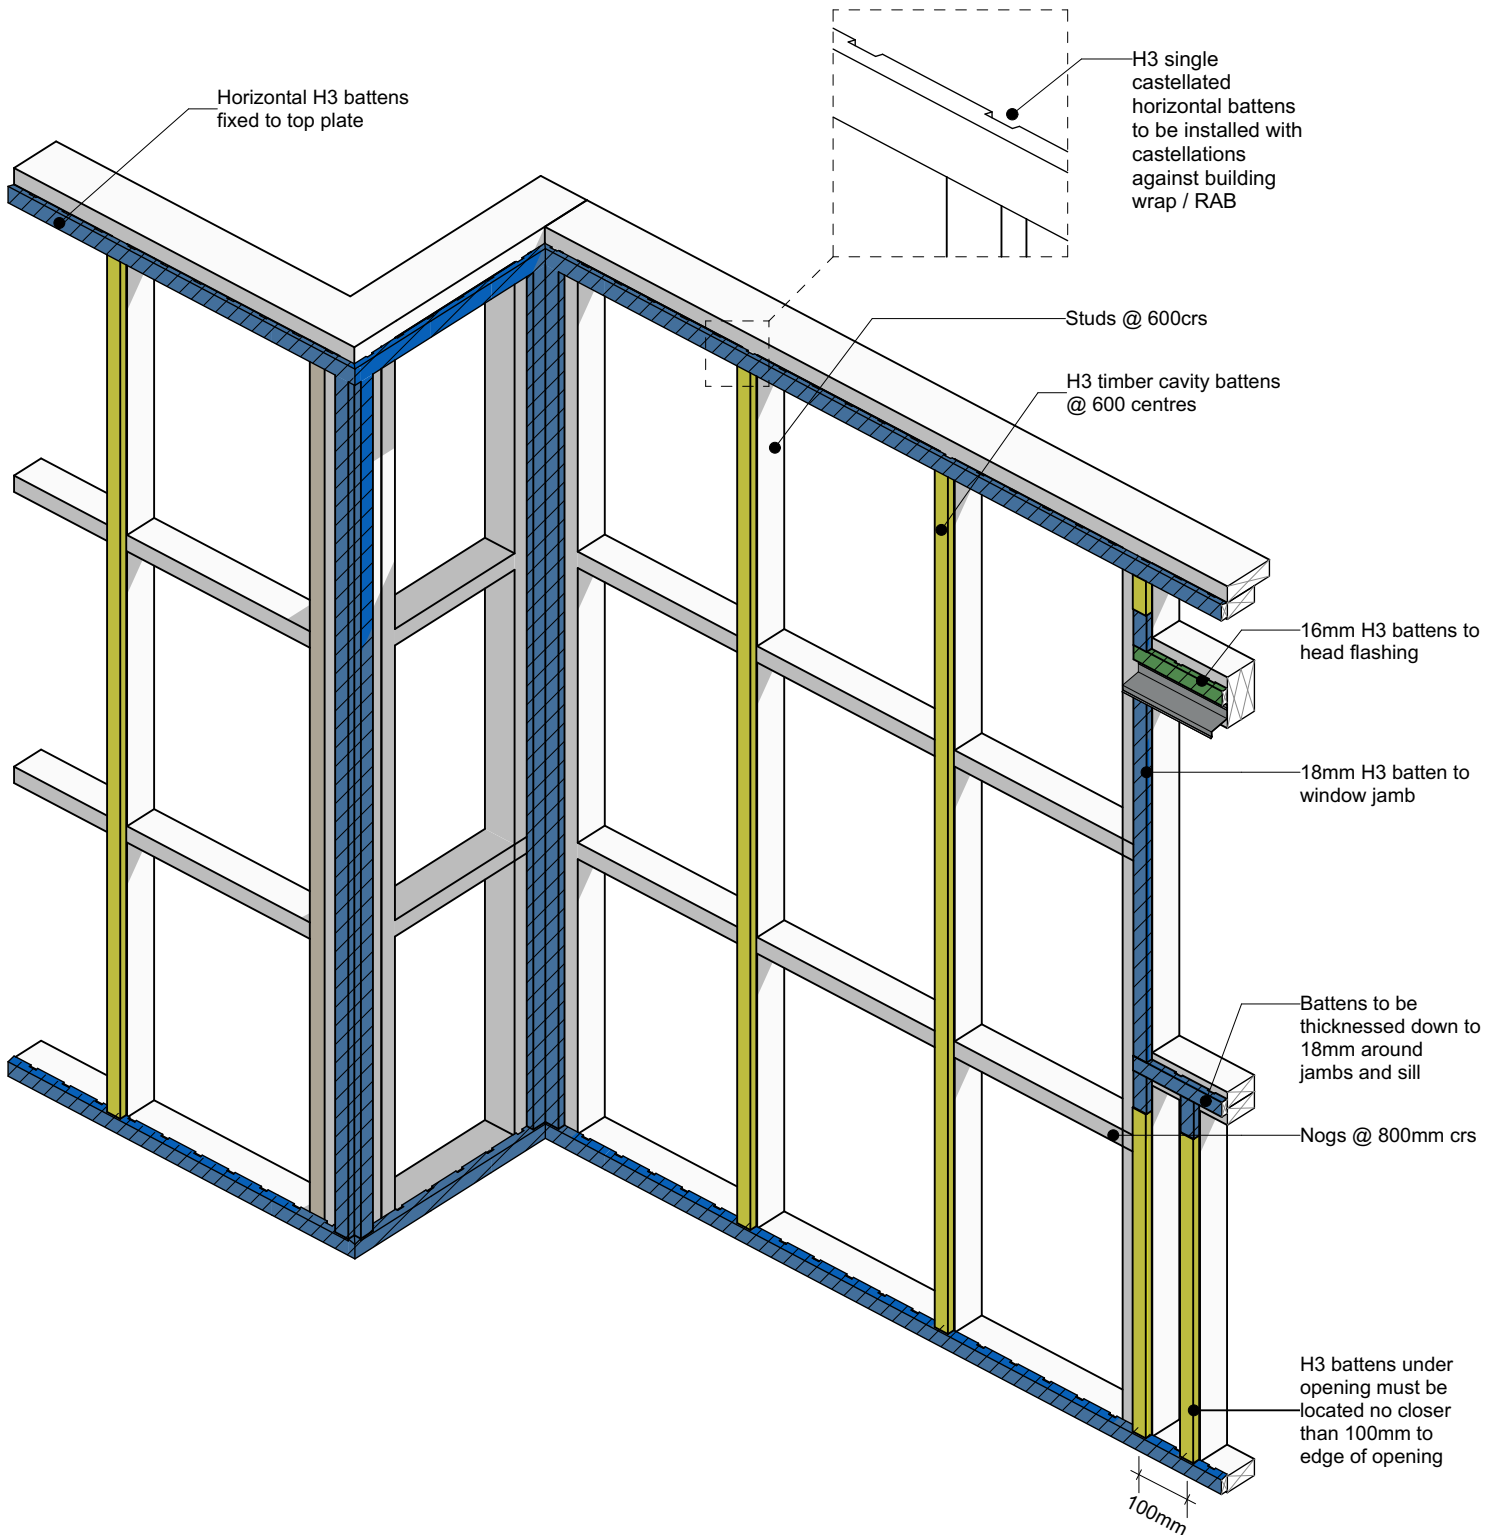 H3 single
castellated
horizontal battens
to be installed with
castellations
against building
wrap / RAB
Horizontal H3 battens
fixed to top plate
Studs @ 600crs
H3 timber cavity battens
@ 600 centres
16mm H3 battens to
head flashing
18mm H3 batten to
window jamb
Battens to be
thicknessed down to
18mm around
jambs and sill
Nogs @ 800mm crs
H3 battens under
opening must be
located no closer
than 100mm to
edge of opening
100mm